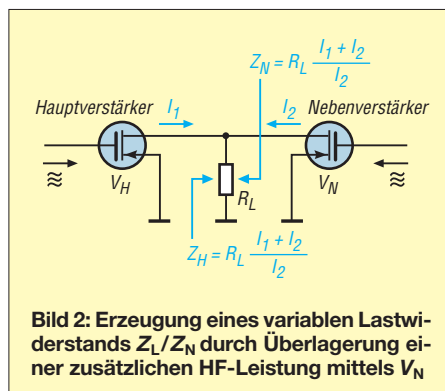 Z_N = R_L (I_1 + I_2) / I_2
Hauptverstärker I_1 I_2 Nebenverstärker
≋ V_H R_L V_N ≋
Z_H = R_L (I_1 + I_2) / I_2
Bild 2: Erzeugung eines variablen Lastwi-
derstands Z_L/Z_N durch Überlagerung ei-
ner zusätzlichen HF-Leistung mittels V_N